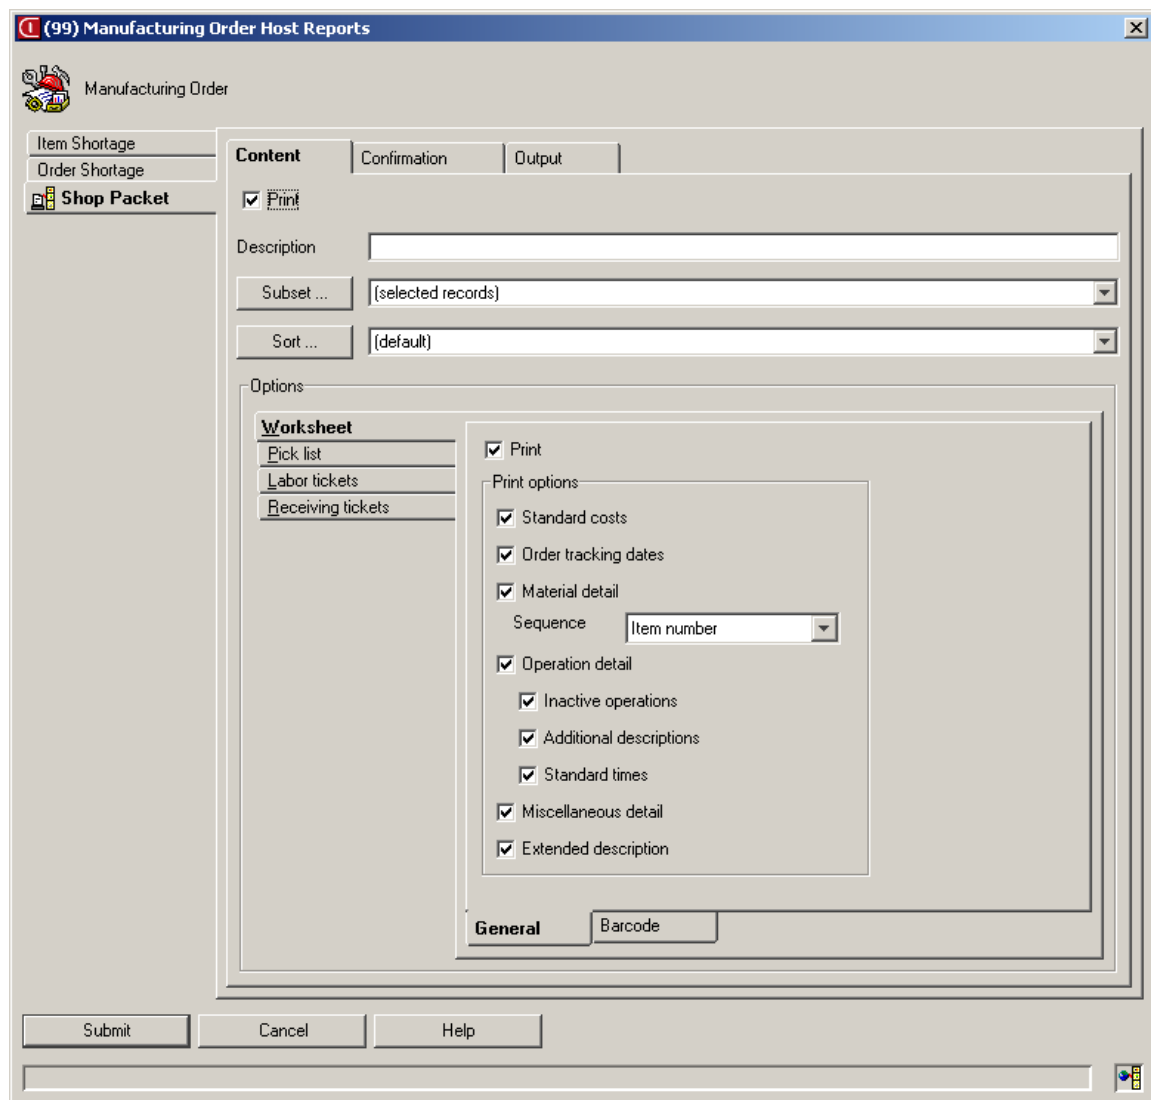 (99) Manufacturing Order Host Reports
Manufacturing Order
Item Shortage
Order Shortage
Shop Packet
Content Confirmation Output
Print
Description
Subset ... (selected records)
Sort ... (default)
Options
Worksheet
Pick list
Labor tickets
Receiving tickets
Print
Print options
Standard costs
Order tracking dates
Material detail
Sequence Item number
Operation detail
Inactive operations
Additional descriptions
Standard times
Miscellaneous detail
Extended description
General Barcode
Submit Cancel Help